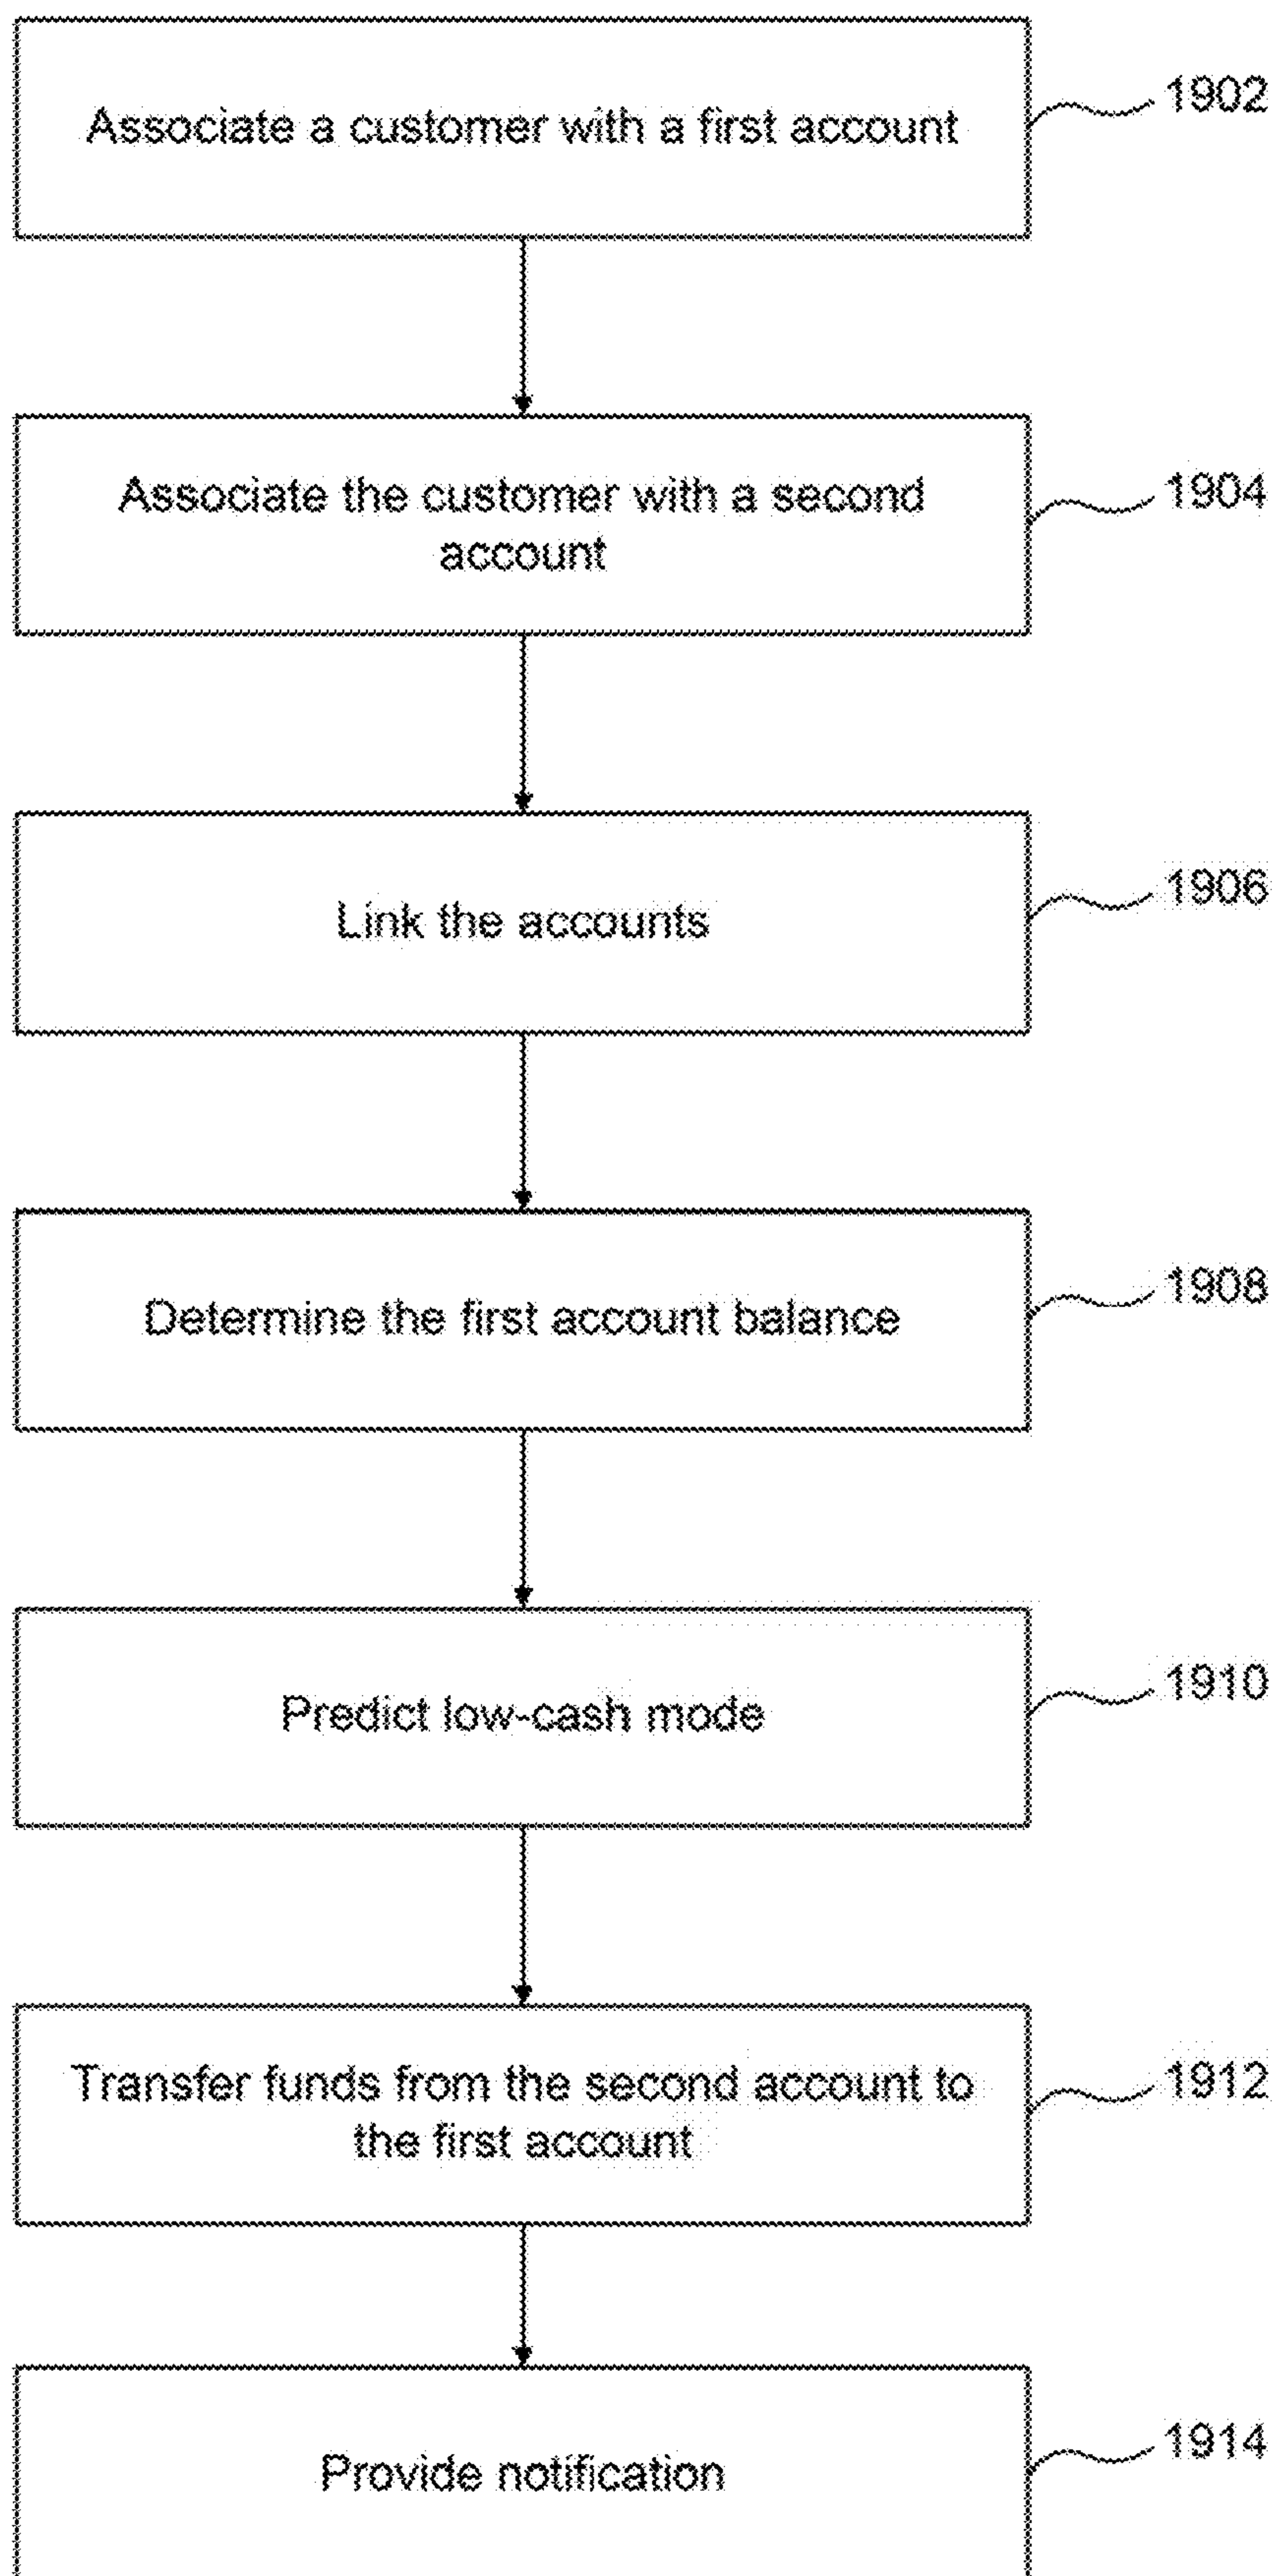 Associate a customer with a first account
1902
Associate the customer with a second
account
1904
Link the accounts
1906
Determine the first account balance
1908
Predict low-cash mode
1910
Transfer funds from the second account to
the first account
1912
Provide notification
1914